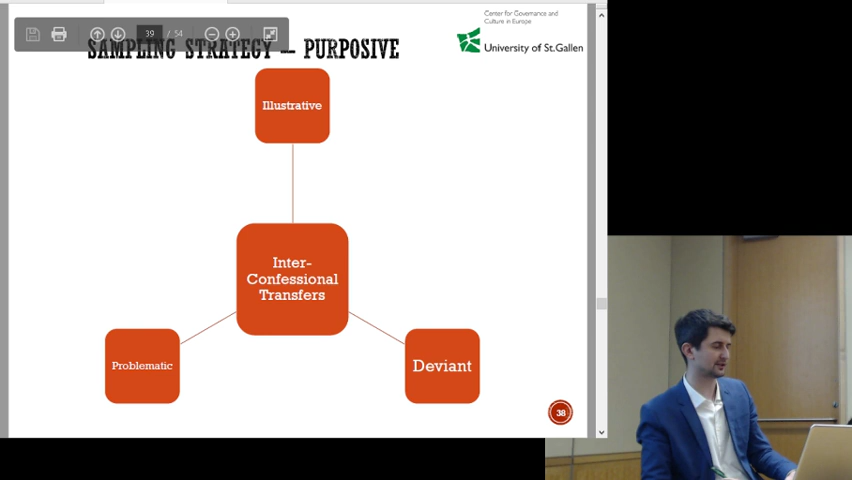 Center for Governance and
Culture in Europe
University of St.Gallen
39 / 54
SAMPLING STRATEGY – PURPOSIVE
Illustrative
Inter-
Confessional
Transfers
Problematic
Deviant
38